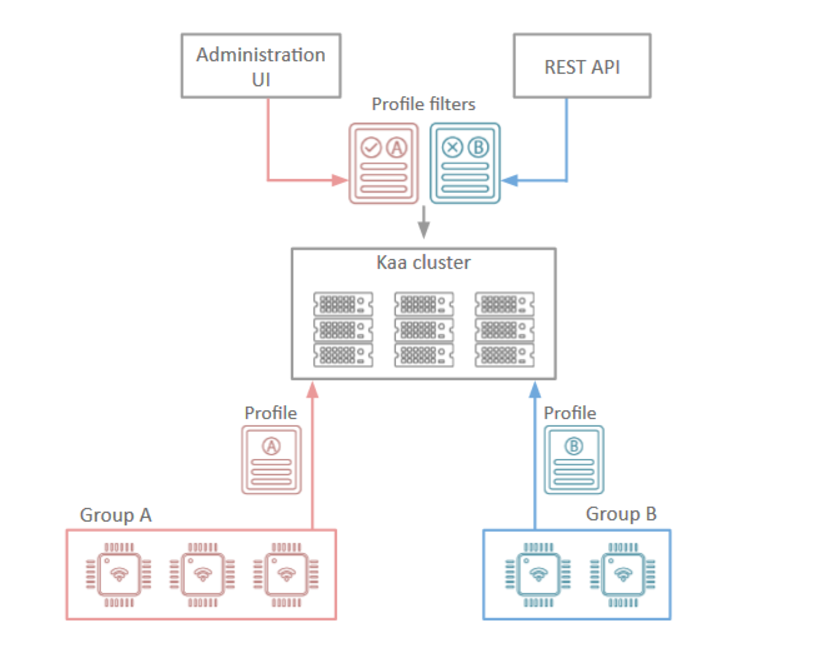 Administration
UI
REST API
Profile filters
A
B
Kaa cluster
Profile
Profile
A
B
Group A
Group B